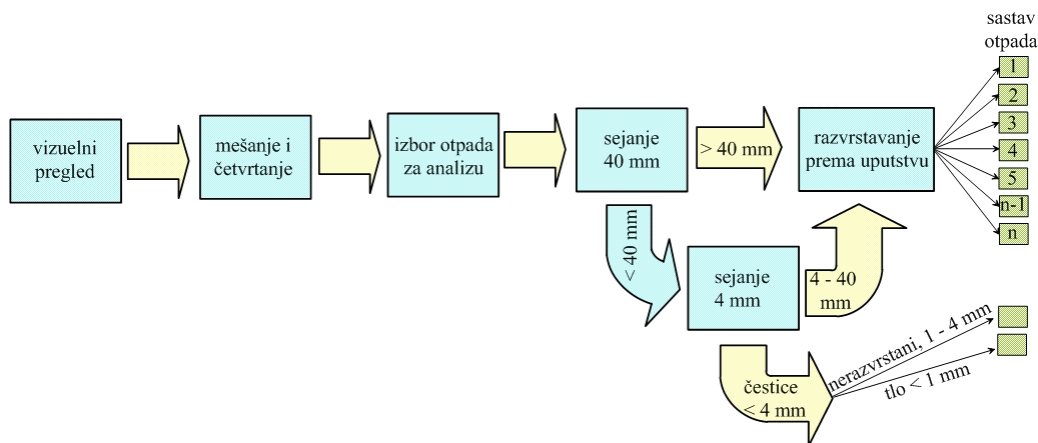 vizuelni
pregled
mešanje i
četvrtanje
izbor otpada
za analizu
sejanje
40 mm
> 40 mm
razvrstavanje
prema uputstvu
sastav
otpada
1
2
3
4
5
n-1
n
< 40 mm
sejanje
4 mm
4 - 40
mm
čestice
< 4 mm
nerazvrstani, 1 - 4 mm
tlo < 1 mm